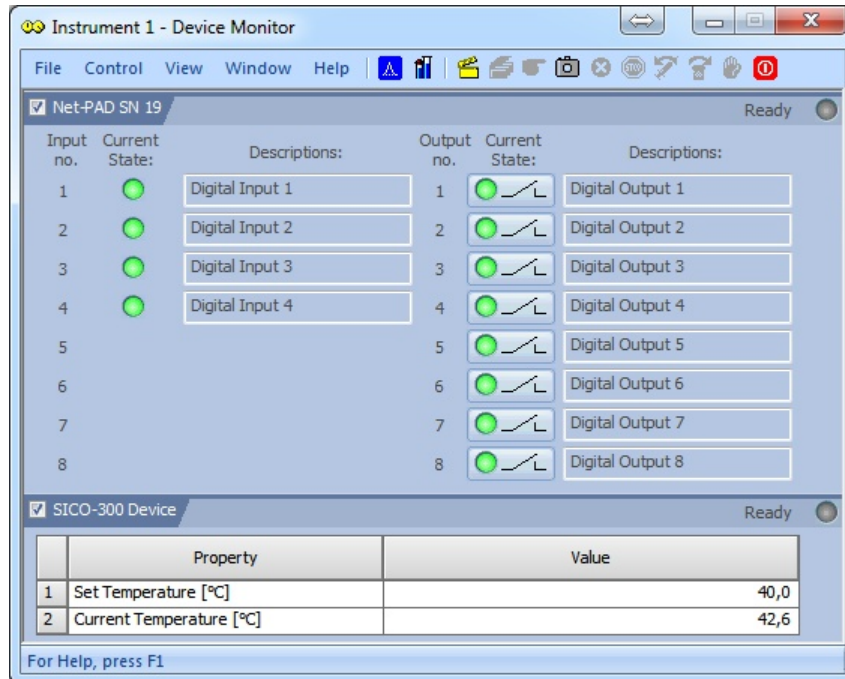 Instrument 1 - Device Monitor
File Control View Window Help
Net-PAD SN 19 Ready
Input no. Current State: Descriptions: Output no. Current State: Descriptions:
1 Digital Input 1 1 Digital Output 1
2 Digital Input 2 2 Digital Output 2
3 Digital Input 3 3 Digital Output 3
4 Digital Input 4 4 Digital Output 4
5 5 Digital Output 5
6 6 Digital Output 6
7 7 Digital Output 7
8 8 Digital Output 8
SICO-300 Device Ready
Property Value
1 Set Temperature [°C] 40,0
2 Current Temperature [°C] 42,6
For Help, press F1